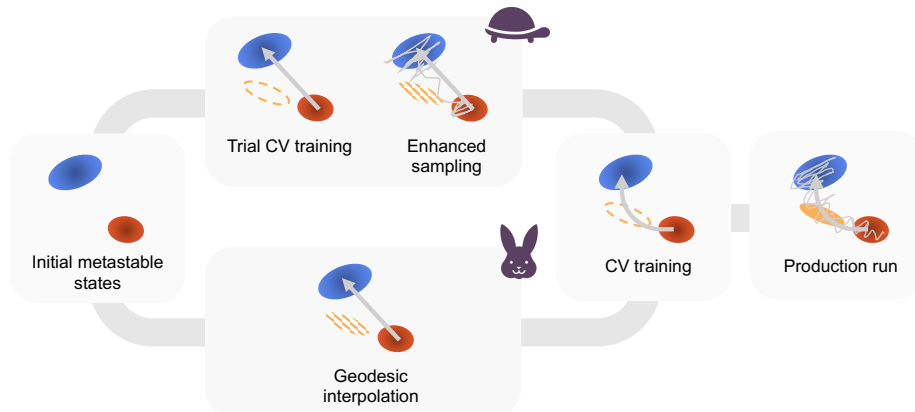 Initial metastable
states
Trial CV training
Enhanced
sampling
Geodesic
interpolation
CV training
Production run